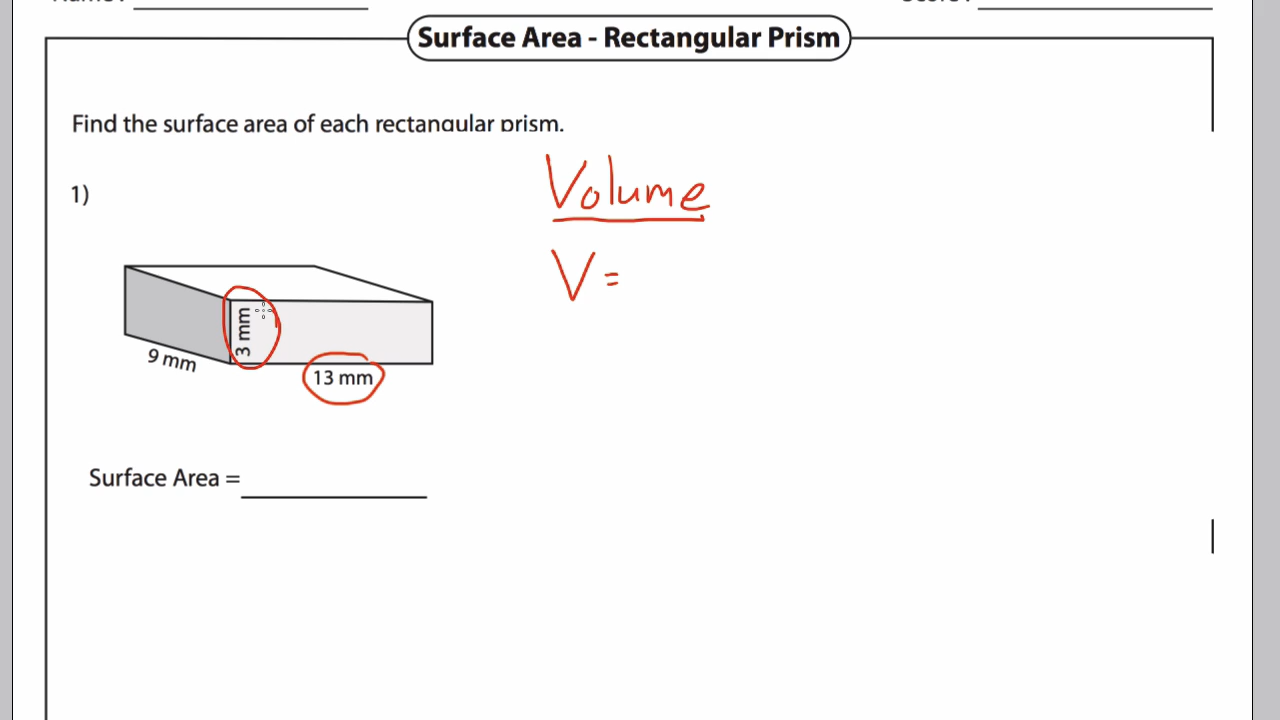 Surface Area - Rectangular Prism
Find the surface area of each rectangular prism.
1)
Volume
V =
3 mm
9 mm
13 mm
Surface Area =